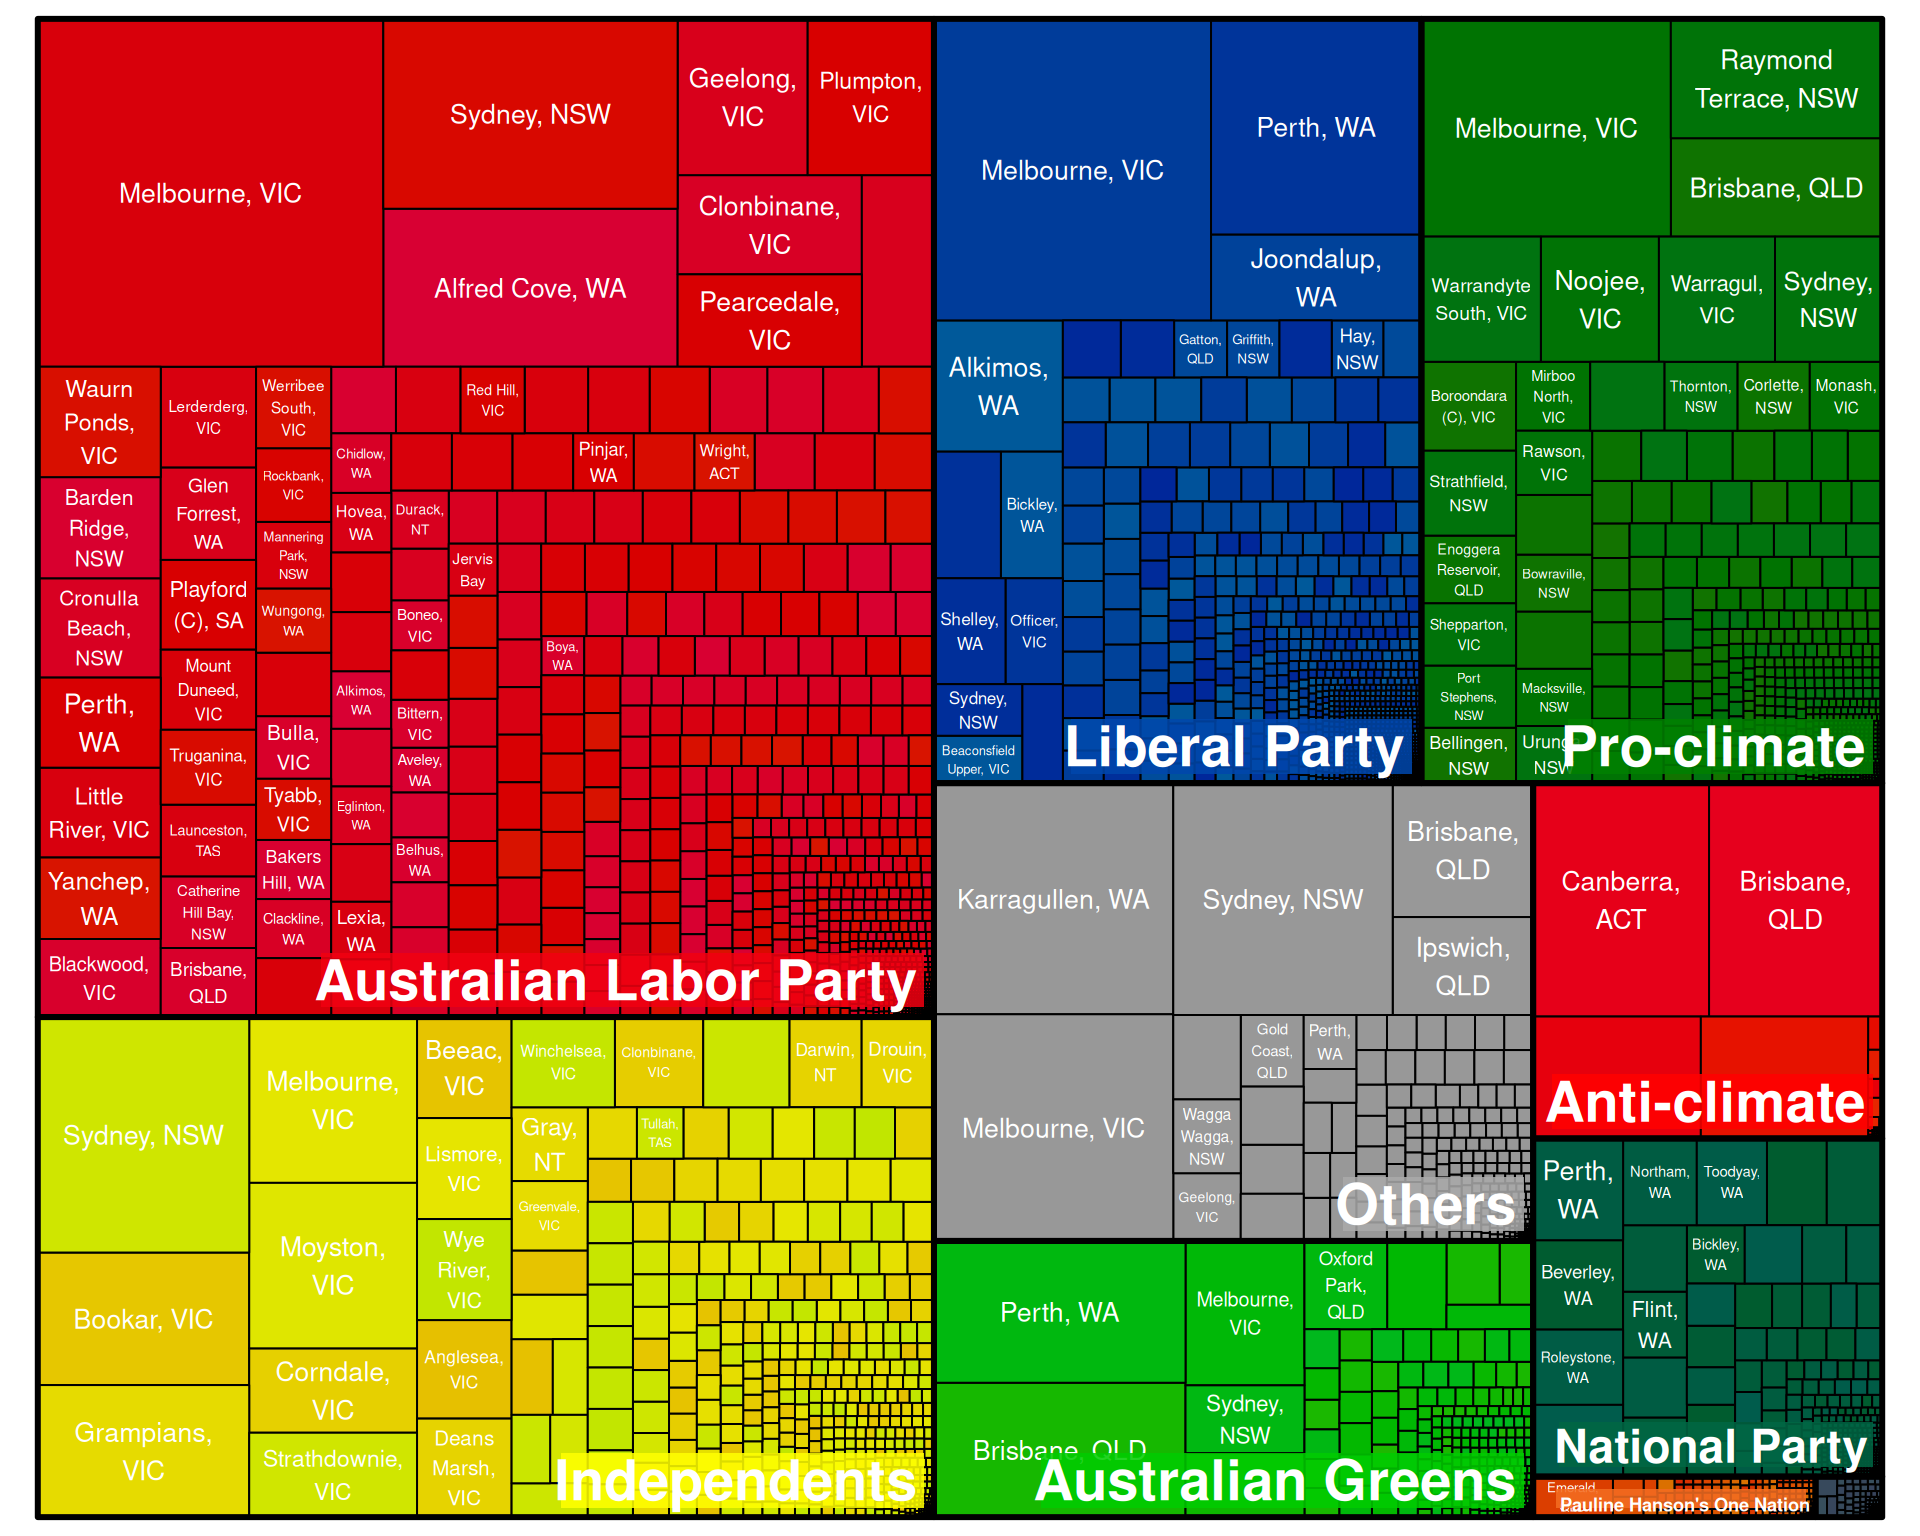 Melbourne, VIC
Sydney, NSW
Alfred Cove, WA
Geelong,
VIC
Plumpton,
VIC
Clonbinane,
VIC
Pearcedale,
VIC
Waurn
Ponds,
VIC
Barden
Ridge,
NSW
Cronulla
Beach,
NSW
Perth,
WA
Little
River, VIC
Yanchep,
WA
Blackwood,
VIC
Lerderderg,
VIC
Glen
Forrest,
WA
Playford
(C), SA
Mount
Duneed,
VIC
Truganina,
VIC
Launceston,
TAS
Catherine
Hill Bay,
NSW
Brisbane,
QLD
Werribee
South,
VIC
Rockbank,
VIC
Mannering
Park,
NSW
Wungong,
WA
Bulla,
VIC
Tyabb,
VIC
Bakers
Hill, WA
Clackline,
WA
Chidlow,
WA
Hovea,
WA
Alkimos,
WA
Eglinton,
WA
Lexia,
WA
Durack,
NT
Boneo,
VIC
Bittern,
VIC
Aveley,
WA
Belhus,
WA
Red Hill,
VIC
Pinjar,
WA
Wright,
ACT
Jervis
Bay
Boya,
WA
Australian Labor Party
Melbourne, VIC
Perth, WA
Joondalup,
WA
Alkimos,
WA
Gatton,
QLD
Griffith,
NSW
Hay,
NSW
Bickley,
WA
Shelley,
WA
Officer,
VIC
Sydney,
NSW
Beaconsfield
Upper, VIC
Liberal Party
Melbourne, VIC
Raymond
Terrace, NSW
Brisbane, QLD
Warrandyte
South, VIC
Noojee,
VIC
Warragul,
VIC
Sydney,
NSW
Boroondara
(C), VIC
Strathfield,
NSW
Enoggera
Reservoir,
QLD
Shepparton,
VIC
Port
Stephens,
NSW
Bellingen,
NSW
Mirboo
North,
VIC
Rawson,
VIC
Bowraville,
NSW
Macksville,
NSW
NSW
Thornton,
NSW
Corlette,
NSW
Monash,
VIC
Pro-climate
Karragullen, WA
Sydney, NSW
Brisbane,
QLD
Ipswich,
QLD
Melbourne, VIC
Gold
Coast,
QLD
Perth,
WA
Wagga
Wagga,
NSW
Geelong,
VIC
Others
Canberra,
ACT
Brisbane,
QLD
Anti-climate
Sydney, NSW
Bookar, VIC
Grampians,
VIC
Melbourne,
VIC
Moyston,
VIC
Corndale,
VIC
Strathdownie,
VIC
Beeac,
VIC
Lismore,
VIC
Wye
River,
VIC
Anglesea,
VIC
Deans
Marsh,
VIC
Winchelsea,
VIC
Clonbinane,
VIC
Darwin,
NT
Drouin,
VIC
Gray,
NT
Tullah,
TAS
Greenvale,
VIC
Independents
Perth, WA
Brisbane, QLD
Melbourne,
VIC
Sydney,
NSW
Oxford
Park,
QLD
Australian Greens
Perth,
WA
Northam,
WA
Toodyay,
WA
Beverley,
WA
Bickley,
WA
Flint,
WA
Roleystone,
WA
National Party
Emerald,
Pauline Hanson's One Nation